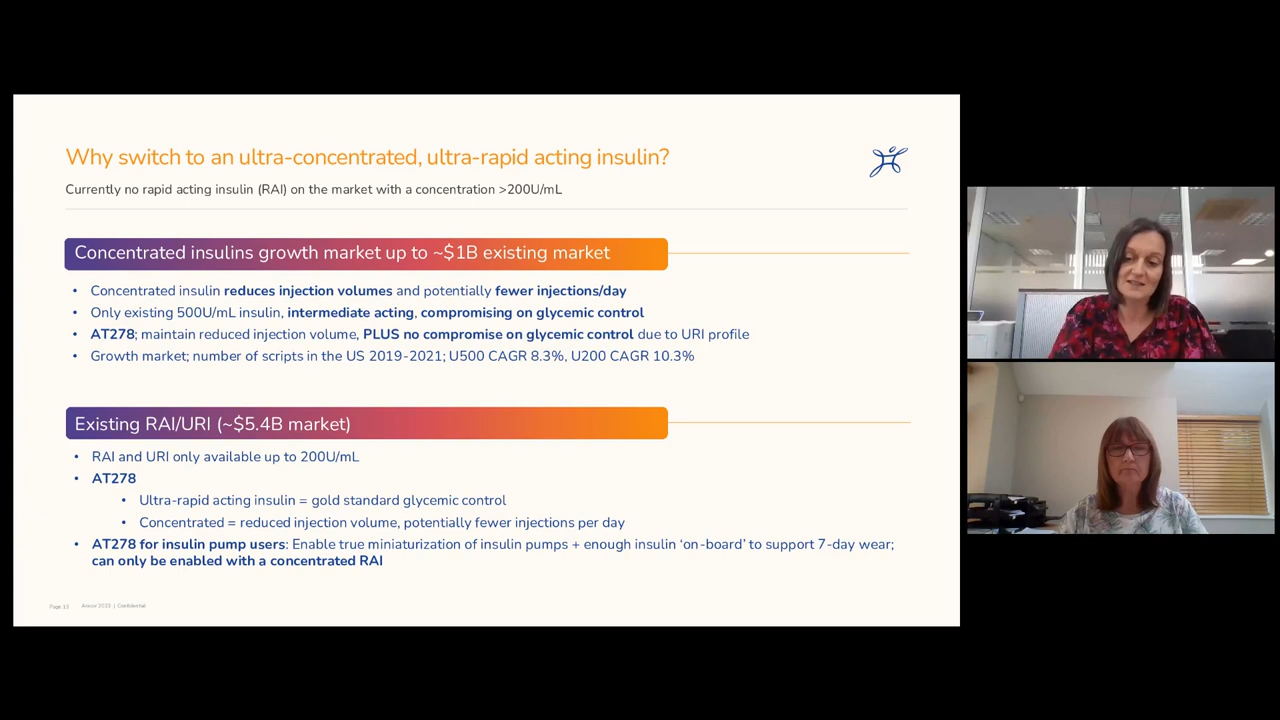 Why switch to an ultra-concentrated, ultra-rapid acting insulin?
Currently no rapid acting insulin (RAI) on the market with a concentration >200U/mL
Concentrated insulins growth market up to ~$1B existing market
• Concentrated insulin reduces injection volumes and potentially fewer injections/day
• Only existing 500U/mL insulin, intermediate acting, compromising on glycemic control
• AT278; maintain reduced injection volume, PLUS no compromise on glycemic control due to URI profile
• Growth market; number of scripts in the US 2019-2021; U500 CAGR 8.3%, U200 CAGR 10.3%
Existing RAI/URI (~$5.4B market)
• RAI and URI only available up to 200U/mL
• AT278
• Ultra-rapid acting insulin = gold standard glycemic control
• Concentrated = reduced injection volume, potentially fewer injections per day
• AT278 for insulin pump users: Enable true miniaturization of insulin pumps + enough insulin ‘on-board’ to support 7-day wear;
can only be enabled with a concentrated RAI
Page 13 Arecor 2023 | Confidential